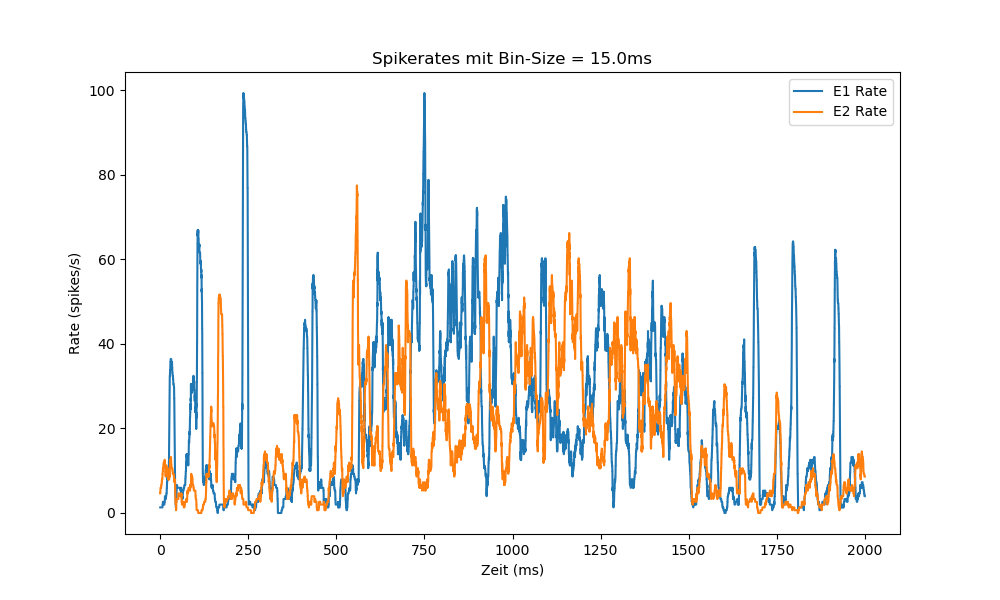 Spikerates mit Bin-Size = 15.0ms
E1 Rate
E2 Rate
Rate (spikes/s)
100
80
60
40
20
0
0 250 500 750 1000 1250 1500 1750 2000
Zeit (ms)